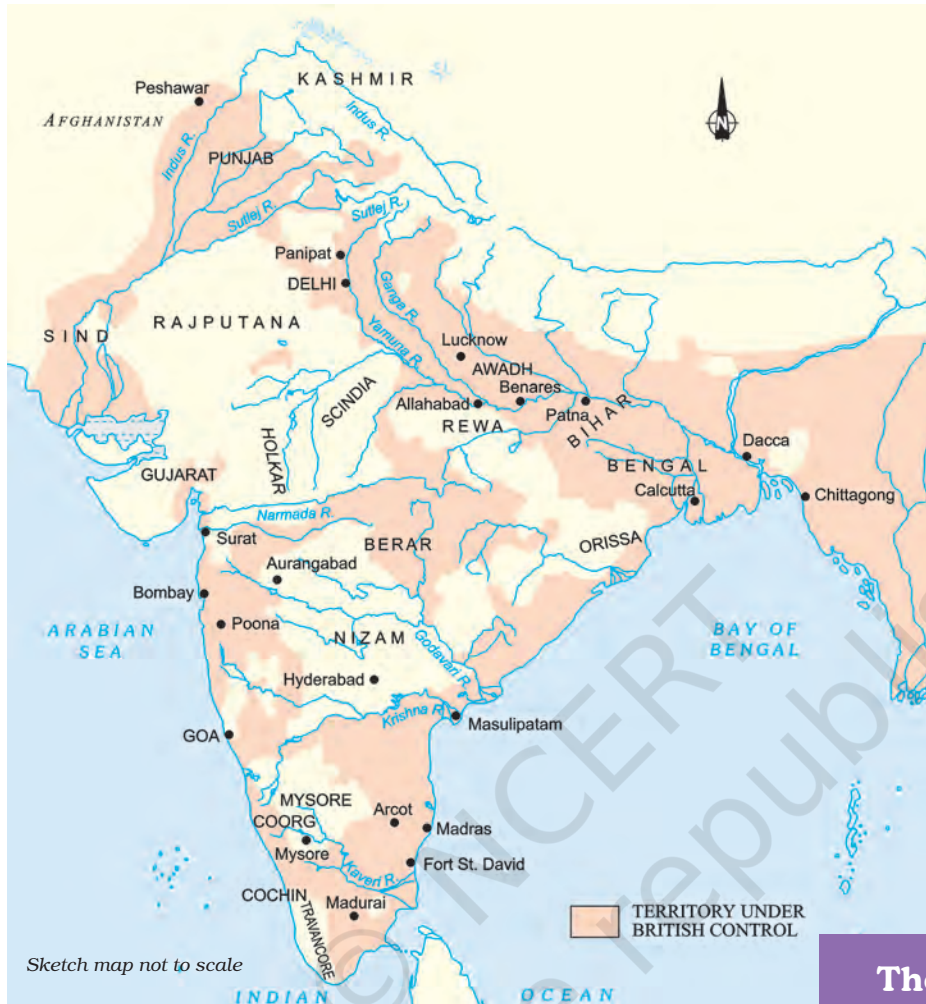 KASHMIR
Peshawar
AFGHANISTAN
Indus R.
Indus R.
PUNJAB
Sutlej R.
Sutlej R.
Panipat
DELHI
Ganga R.
RAJPUTANA
SIND
Yamuna R.
Lucknow
AWADH
Benares
SCINDIA
Allahabad
Patna
REWA
BIHAR
HOLKAR
Dacca
BENGAL
GUJARAT
Calcutta
Chittagong
Narmada R.
Surat
BERAR
ORISSA
Aurangabad
Bombay
Poona
ARABIAN
SEA
BAY OF
BENGAL
NIZAM
Godavari R.
Hyderabad
Krishna R
Masulipatam
GOA
MYSORE
Arcot
COORG
Madras
Mysore
Fort St. David
Kaveri R.
COCHIN
Madurai
TRAVANCORE
TERRITORY UNDER
BRITISH CONTROL
Sketch map not to scale
INDIAN OCEAN
N
© NCERT
republi
The